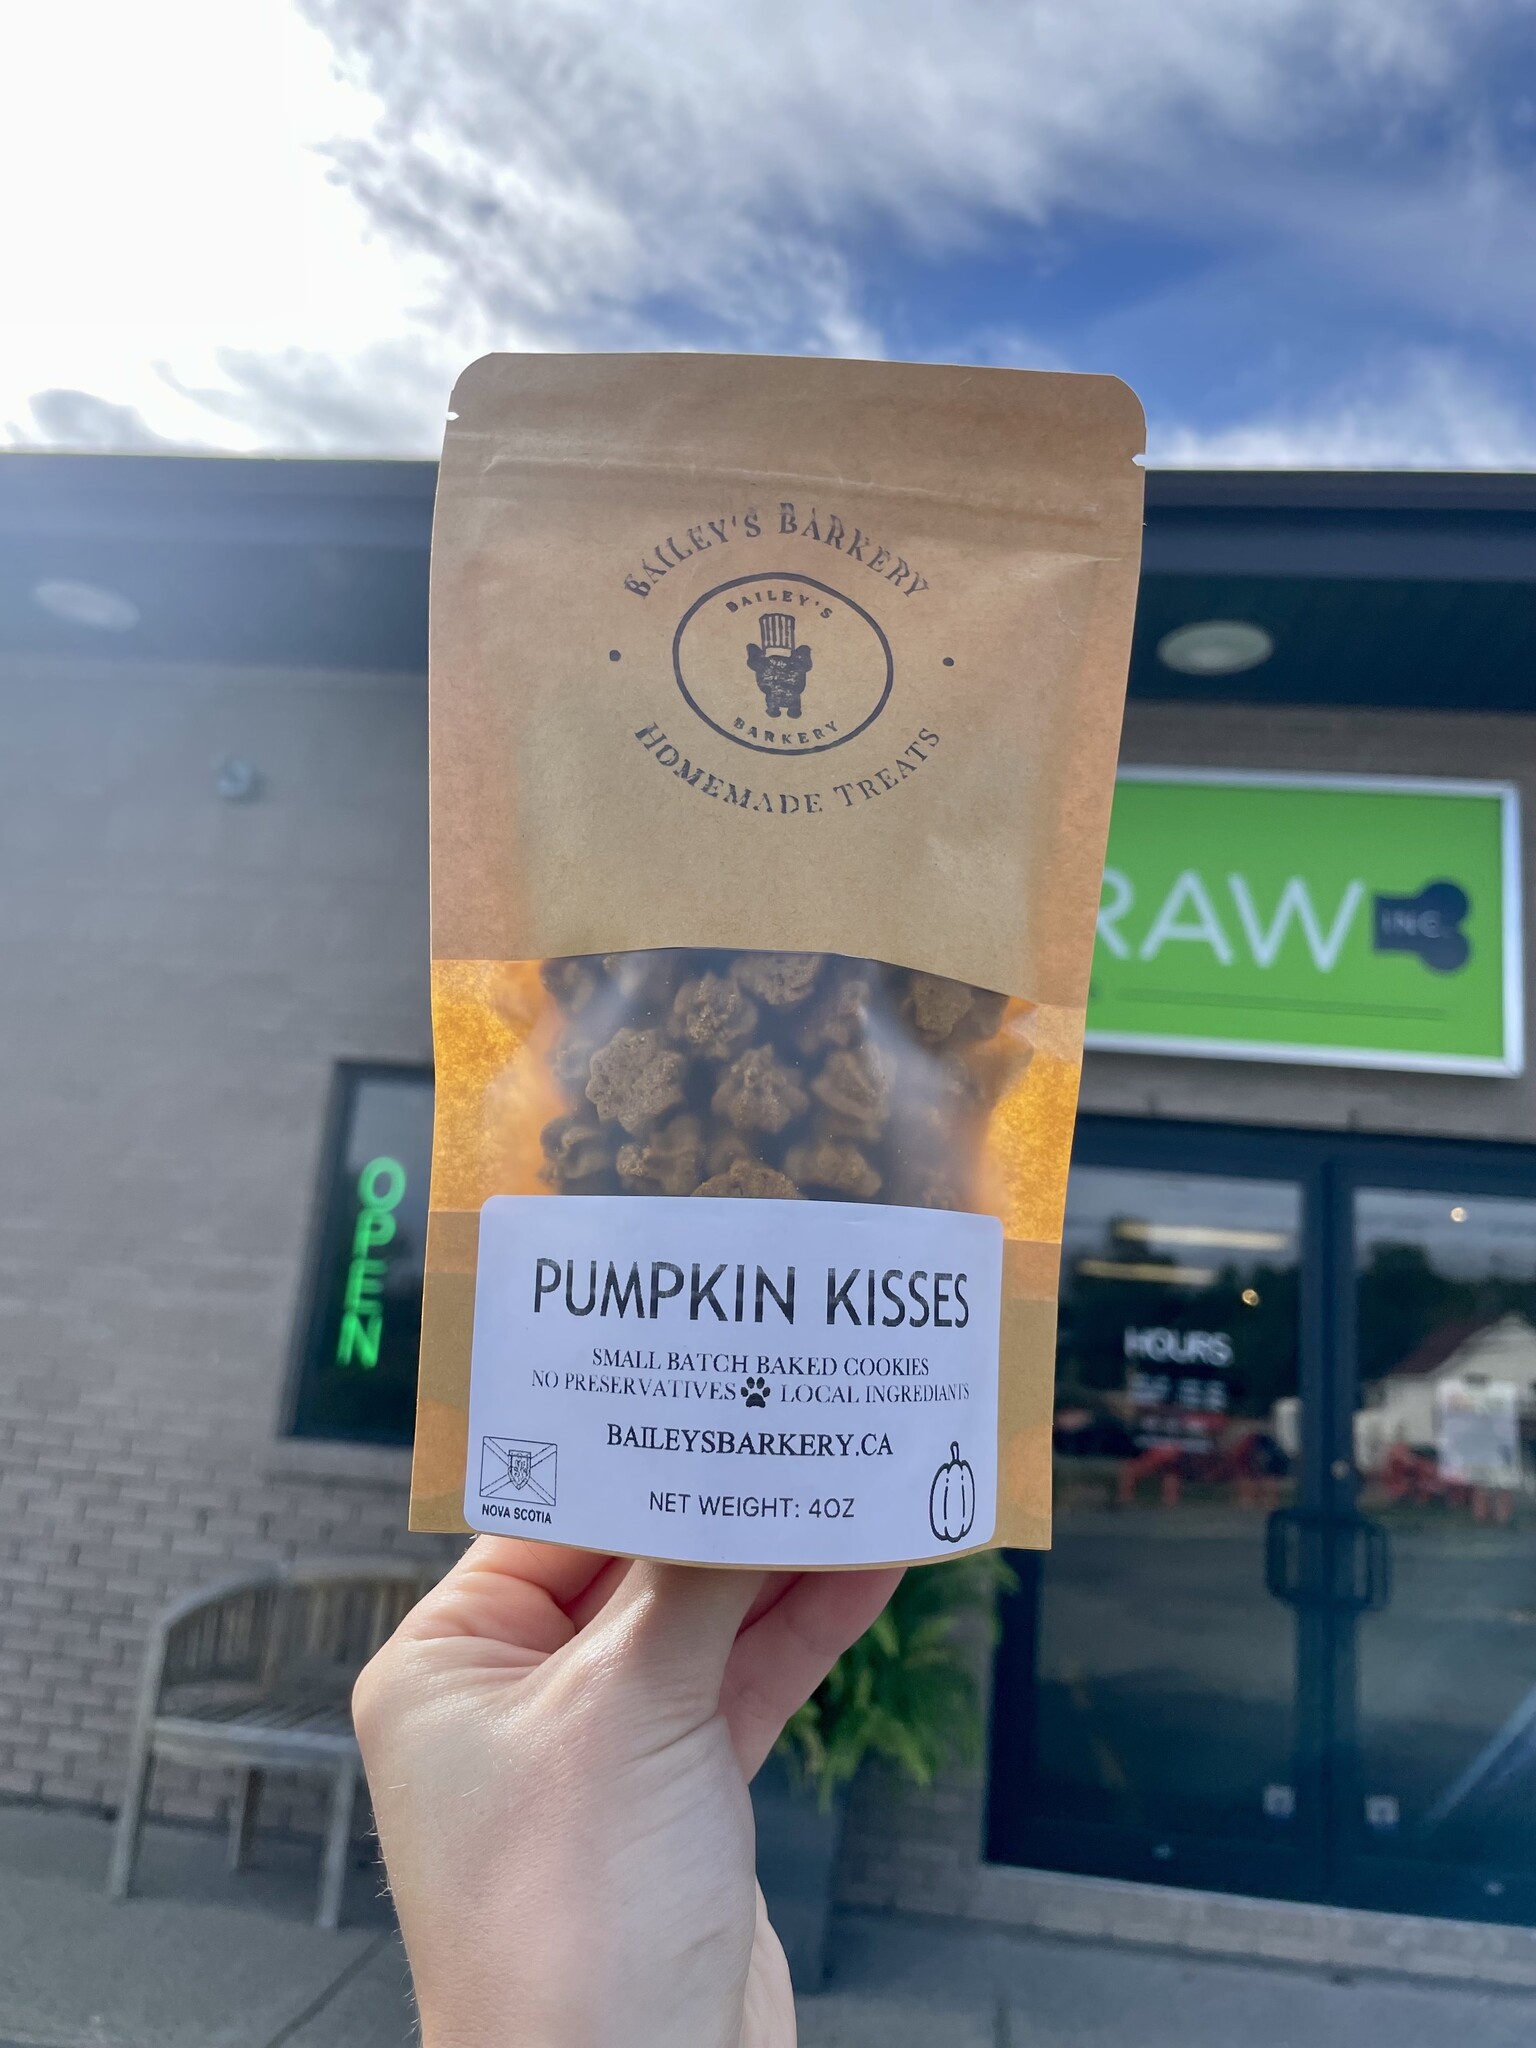 BAILEY'S BARKERY
BAILEY'S
BARKERY
HOMEMADE TREATS
RAW
INC.
OPEN
PUMPKIN KISSES
SMALL BATCH BAKED COOKIES
NO PRESERVATIVES LOCAL INGREDIANTS
BAILEYSBARKERY.CA
NOVA SCOTIA
NET WEIGHT: 4OZ
HOURS